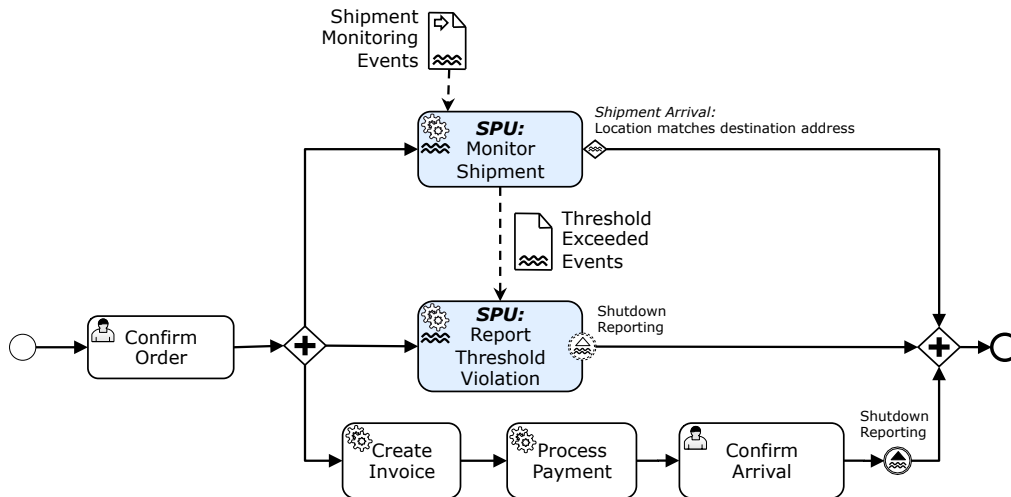 Shipment
Monitoring
Events
Shipment Arrival:
Location matches destination address
SPU:
Monitor
Shipment
Threshold
Exceeded
Events
SPU:
Report
Threshold
Violation
Shutdown
Reporting
Confirm
Order
Create
Invoice
Process
Payment
Confirm
Arrival
Shutdown
Reporting